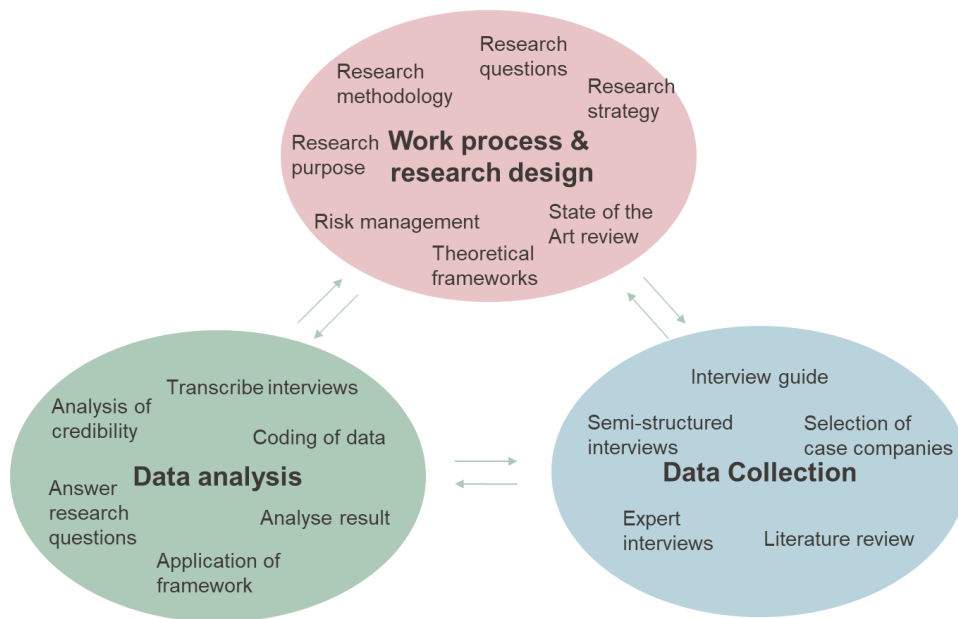 Research
questions
Research
methodology
Research
strategy
Research
purpose
Work process &
research design
Risk management
State of the
Art review
Theoretical
frameworks
Transcribe interviews
Analysis of
credibility
Coding of data
Data analysis
Answer
research
questions
Analyse result
Application of
framework
Interview guide
Semi-structured
interviews
Selection of
case companies
Data Collection
Expert
interviews
Literature review